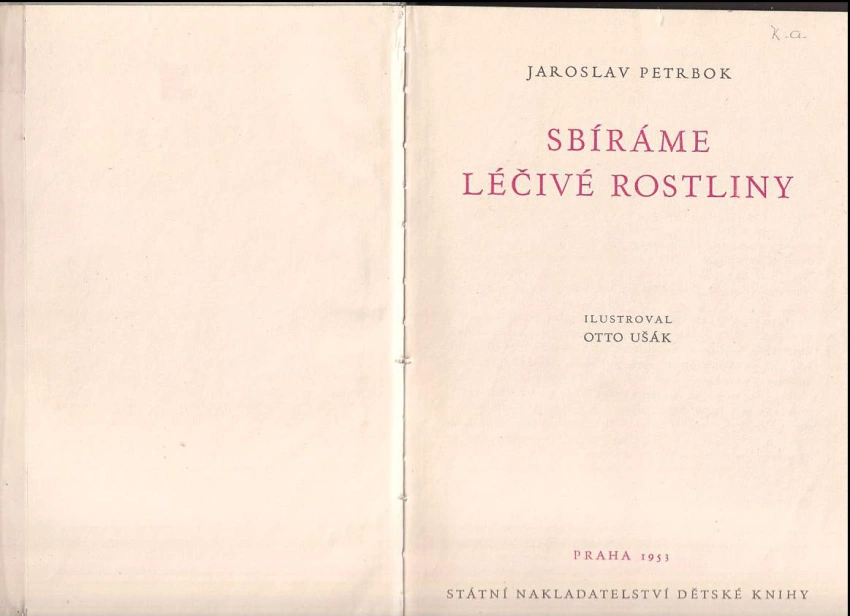 K.a.
JAROSLAV PETRBOK
SBÍRÁME
LÉČIVÉ ROSTLINY
ILUSTROVAL
OTTO UŠÁK
PRAHA 1953
STÁTNÍ NAKLADATELSTVÍ DĚTSKÉ KNIHY